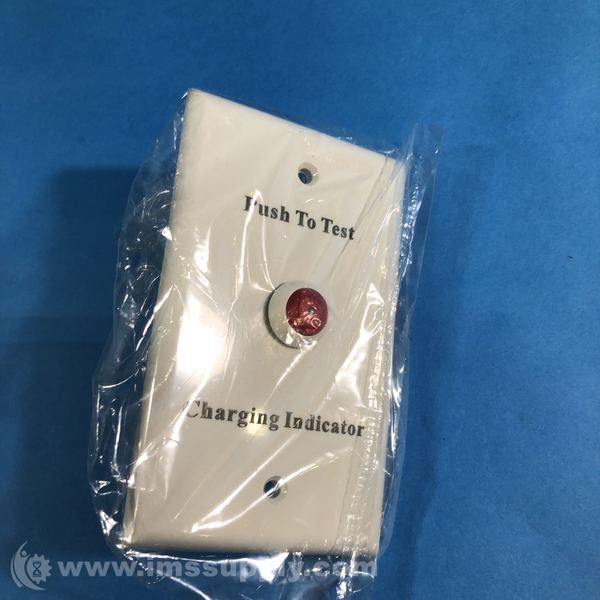 Push To Test
Charging Indicator
www.imssupply.com